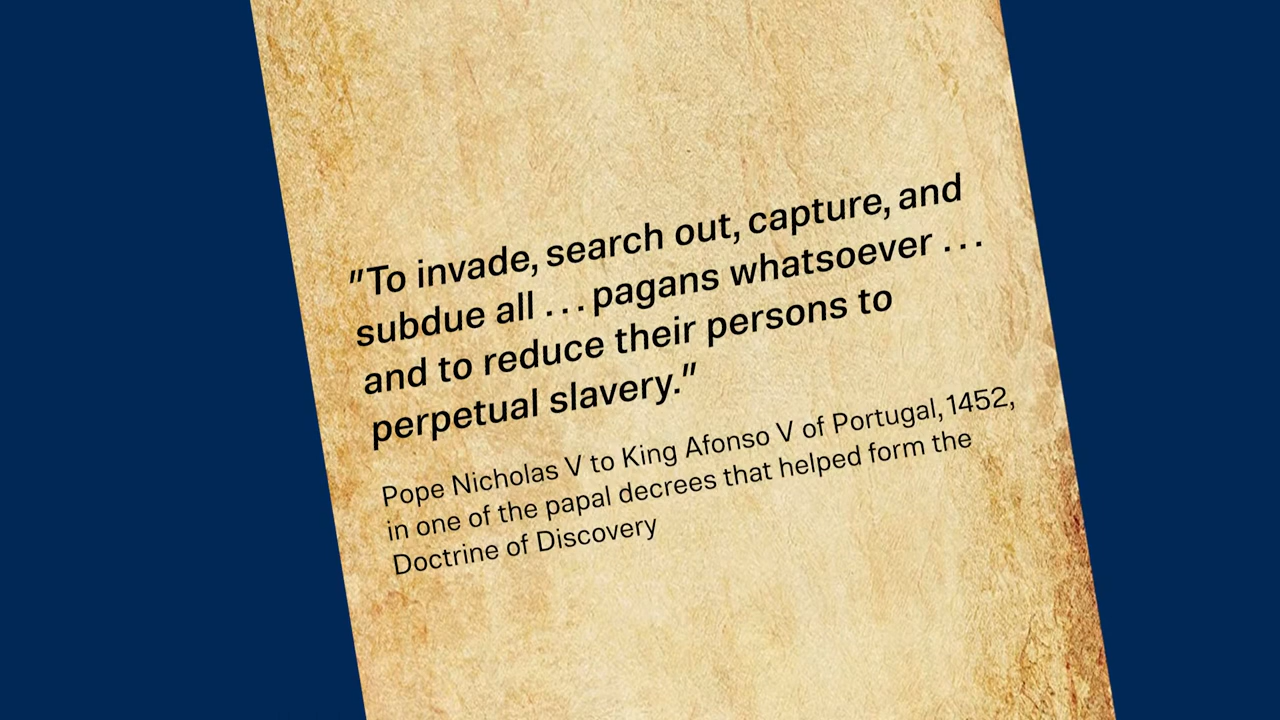 "To invade, search out, capture, and
subdue all ... pagans whatsoever ...
and to reduce their persons to
perpetual slavery."
Pope Nicholas V to King Afonso V of Portugal, 1452,
in one of the papal decrees that helped form the
Doctrine of Discovery